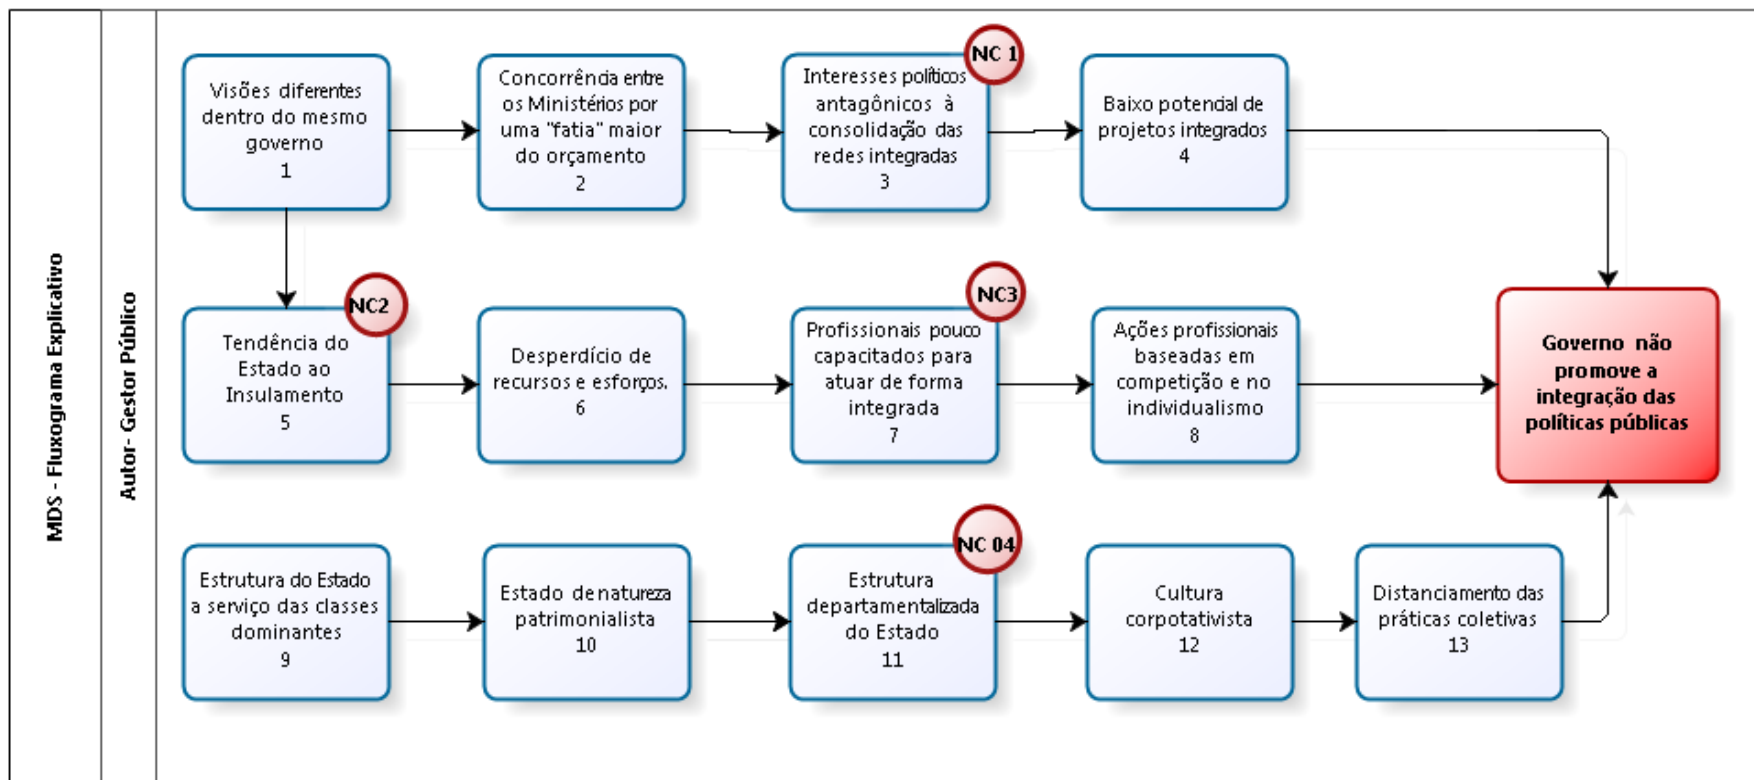 MDS - Fluxograma Explicativo
Autor- Gestor Público
Visões diferentes
dentro do mesmo
governo
1
Concorrência entre
os Ministérios por
uma "fatia" maior
do orçamento
2
NC 1
Interesses políticos
antagônicos à
consolidação das
redes integradas
3
Baixo potencial de
projetos integrados
4
NC2
Tendência do
Estado ao
Insulamento
5
Desperdício de
recursos e esforços.
6
NC3
Profissionais pouco
capacitados para
atuar de forma
integrada
7
Ações profissionais
baseadas em
competição e no
individualismo
8
Governo não
promove a
integração das
políticas públicas
Estrutura do Estado
a serviço das classes
dominantes
9
Estado de natureza
patrimonialista
10
NC 04
Estrutura
departamentalizada
do Estado
11
Cultura
corpotativista
12
Distanciamento das
práticas coletivas
13